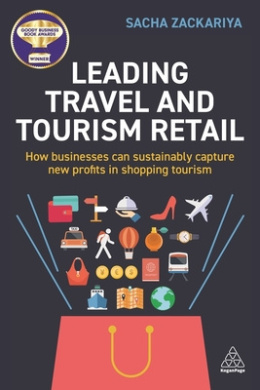 SACHA ZACKARIYA
GOODY BUSINESS
BOOK AWARDS
WINNER
LEADING
TRAVEL AND
TOURISM RETAIL
How businesses can sustainably capture
new profits in shopping tourism
TAXI
KoganPage